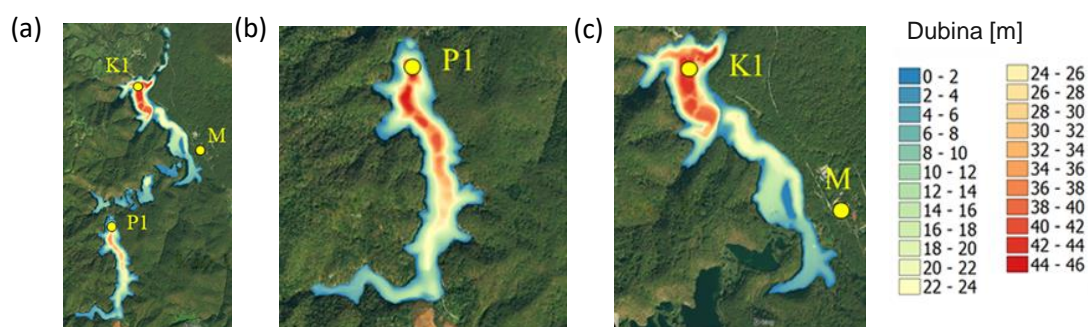 (a)
K1
M
P1
(b)
P1
(c)
K1
M
Dubina [m]
0 - 2
2 - 4
4 - 6
6 - 8
8 - 10
10 - 12
12 - 14
14 - 16
16 - 18
18 - 20
20 - 22
22 - 24
24 - 26
26 - 28
28 - 30
30 - 32
32 - 34
34 - 36
36 - 38
38 - 40
40 - 42
42 - 44
44 - 46